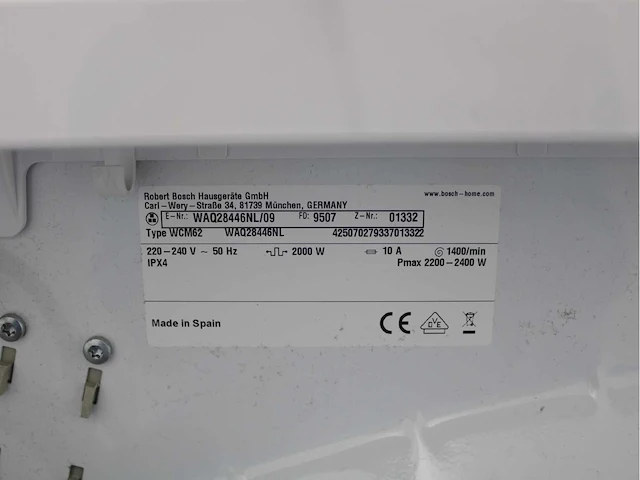 Robert Bosch Hausgeräte GmbH www.bosch-home.com
Carl-Wery-Straße 34, 81739 München, GERMANY
E-Nr.: WAQ28446NL/09 FD: 9507 Z-Nr.: 01332
Type WCM62 WAQ28446NL 425070279337013322
220-240 V ~ 50 Hz 2000 W 10 A 1400/min
IPX4 Pmax 2200-2400 W
Made in Spain CE VDE